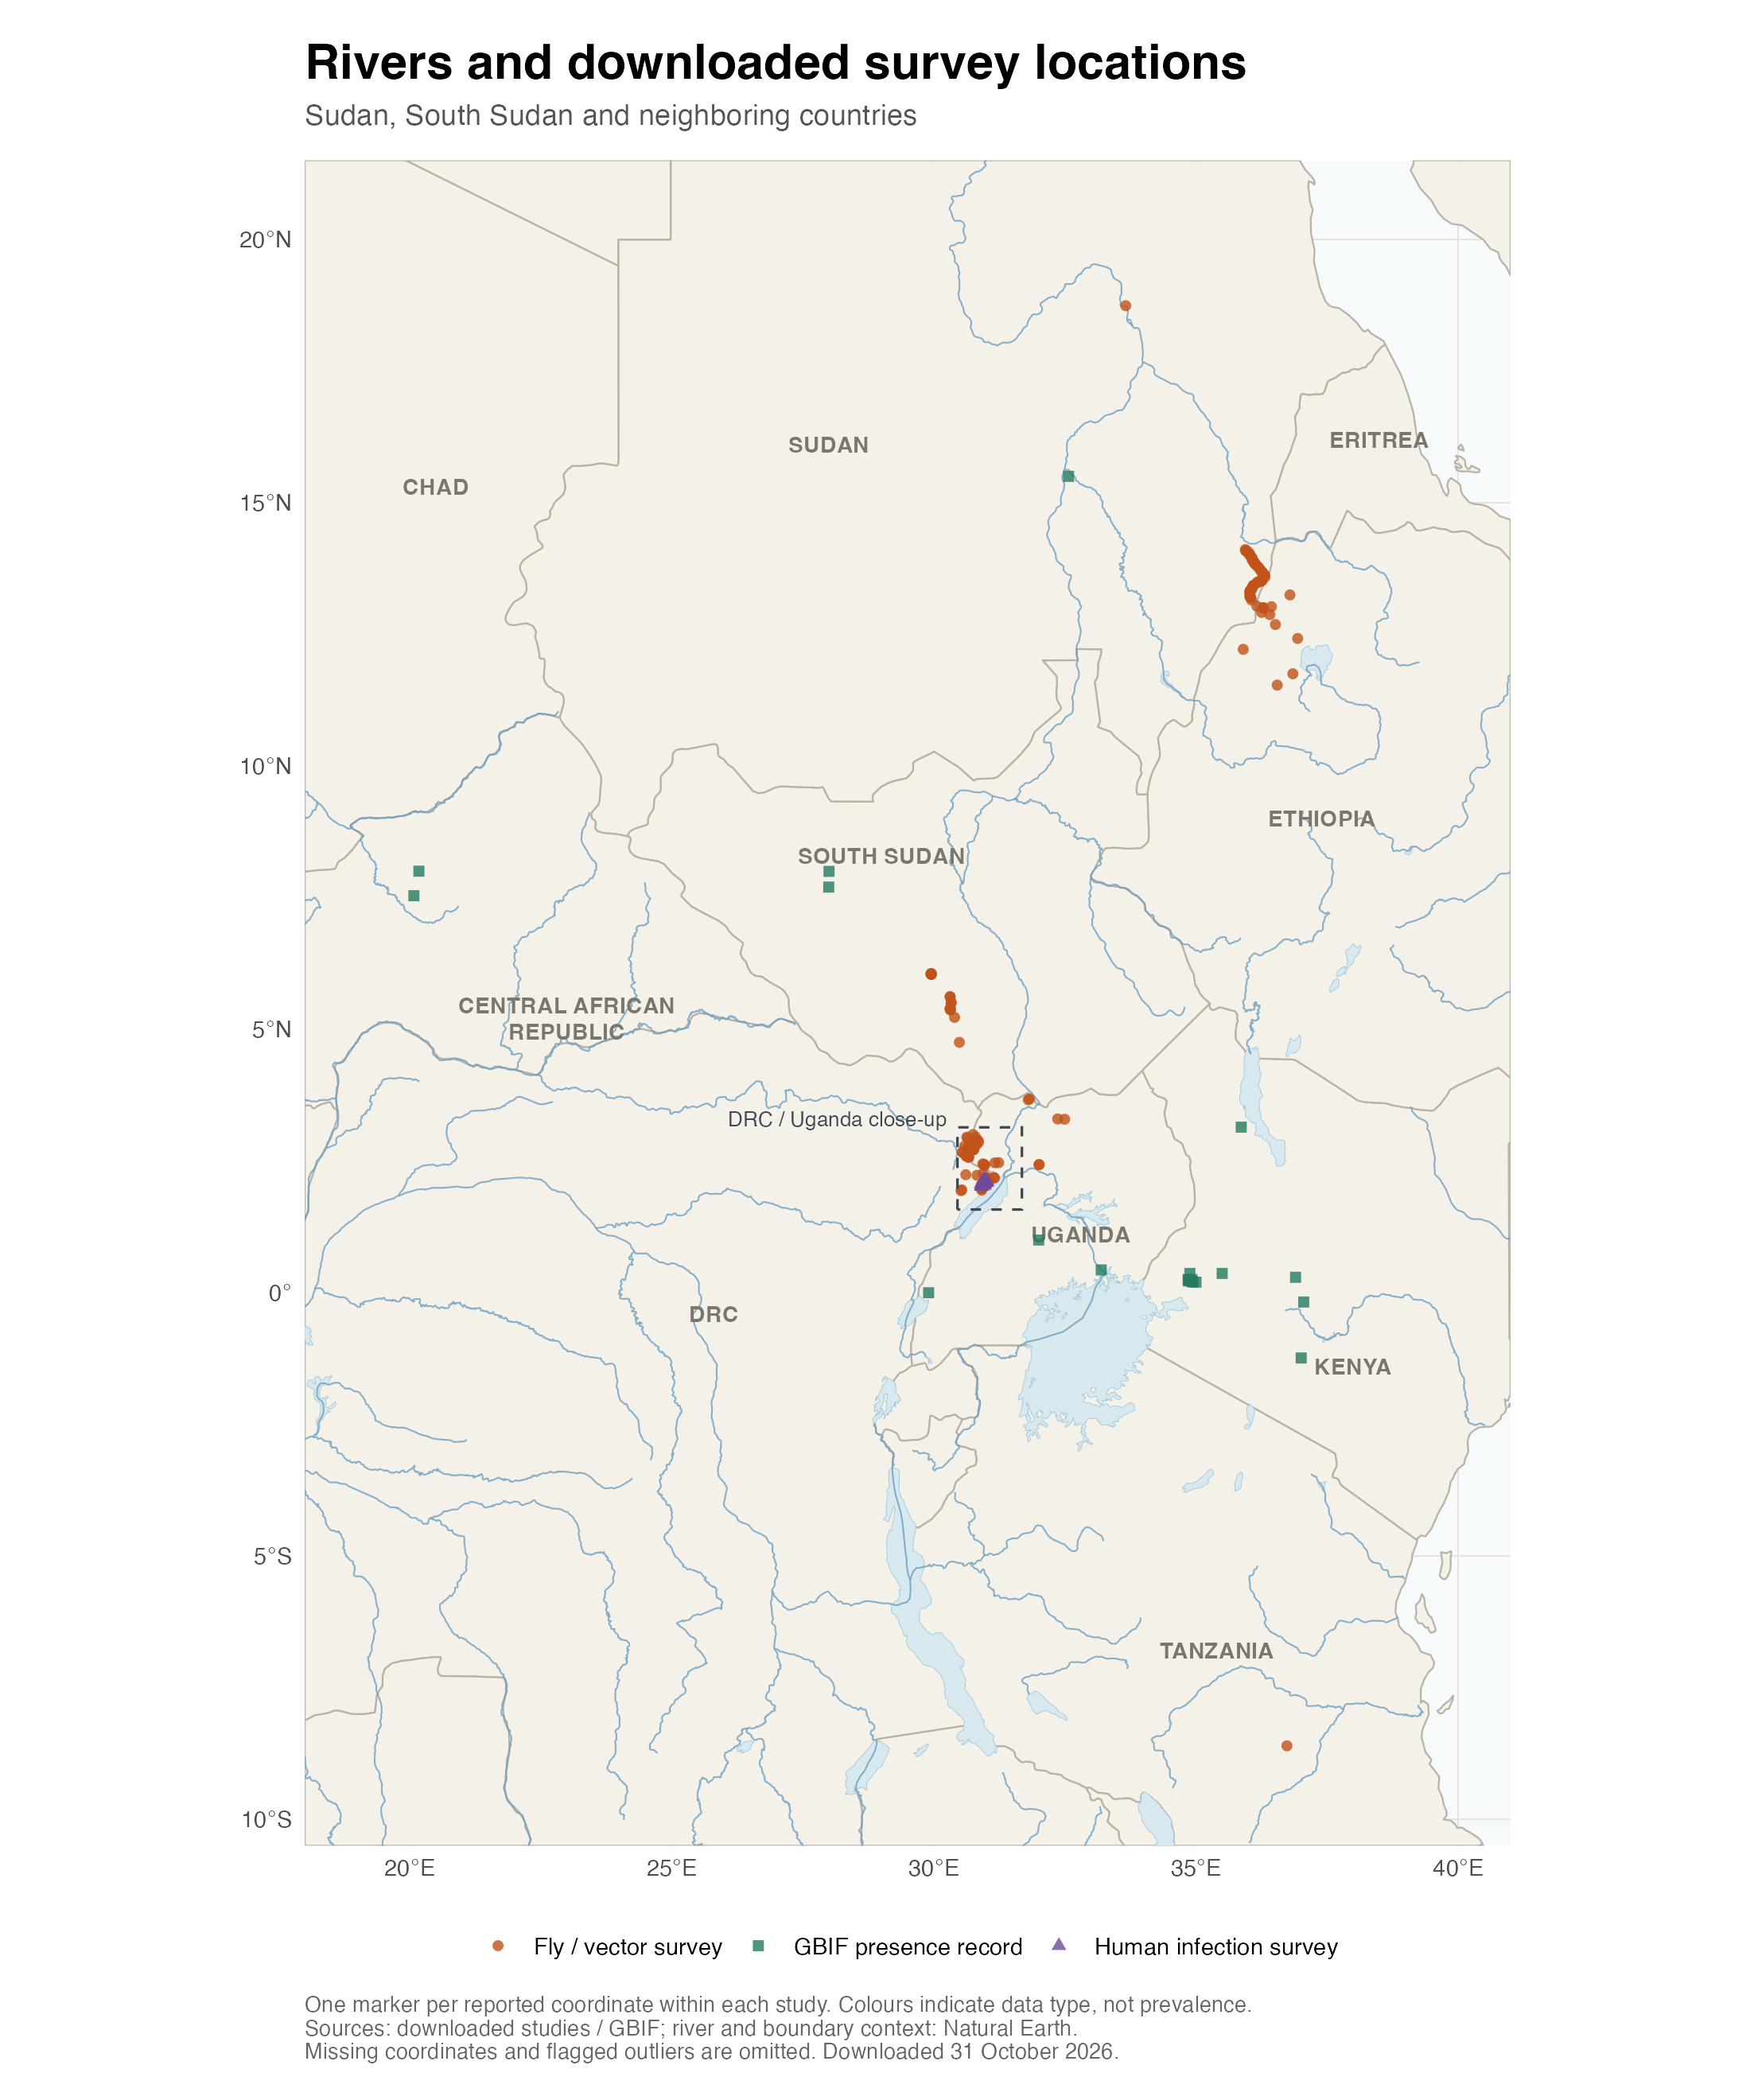 Rivers and downloaded survey locations
Sudan, South Sudan and neighboring countries
20°N
15°N
10°N
5°N
0°
5°S
10°S
SUDAN
ERITREA
CHAD
ETHIOPIA
SOUTH SUDAN
CENTRAL AFRICAN
REPUBLIC
DRC / Uganda close-up
UGANDA
DRC
KENYA
TANZANIA
20°E
25°E
30°E
35°E
40°E
Fly / vector survey
GBIF presence record
Human infection survey
One marker per reported coordinate within each study. Colours indicate data type, not prevalence.
Sources: downloaded studies / GBIF; river and boundary context: Natural Earth.
Missing coordinates and flagged outliers are omitted. Downloaded 31 October 2026.